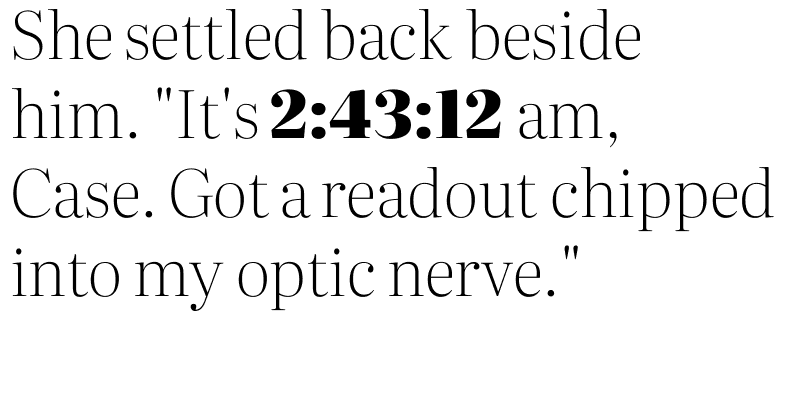 She settled back beside
him. "It's 2:43:12 am,
Case. Got a readout chipped
into my optic nerve."